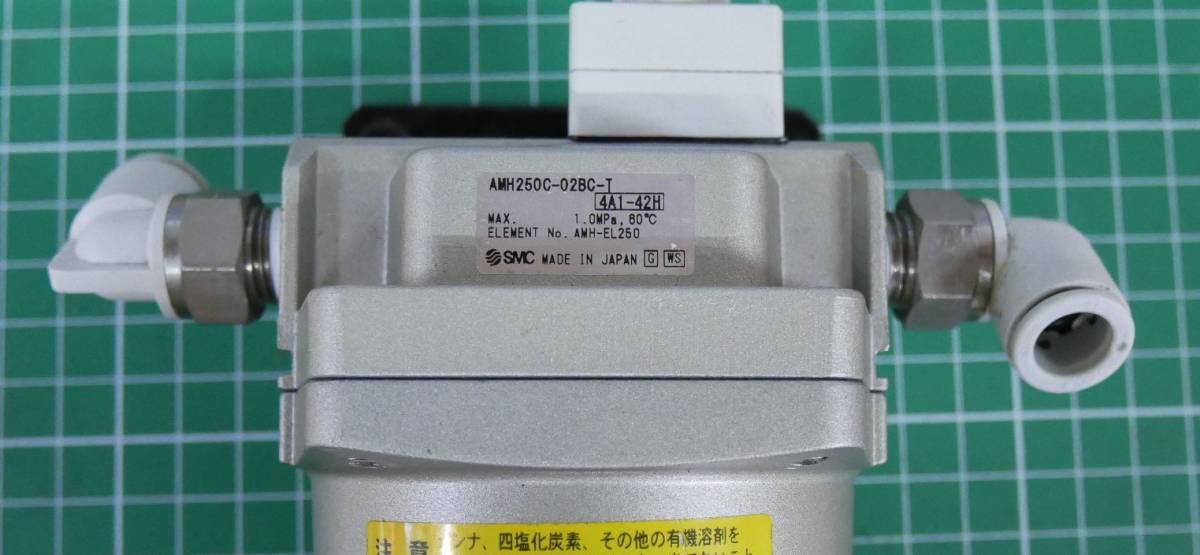 AMH250C-02BC-T
4A1-42H
MAX. 1.0MPa, 60℃
ELEMENT No. AMH-EL250
SMC MADE IN JAPAN G WS
注意 シンナ、四塩化炭素、その他の有機溶剤を